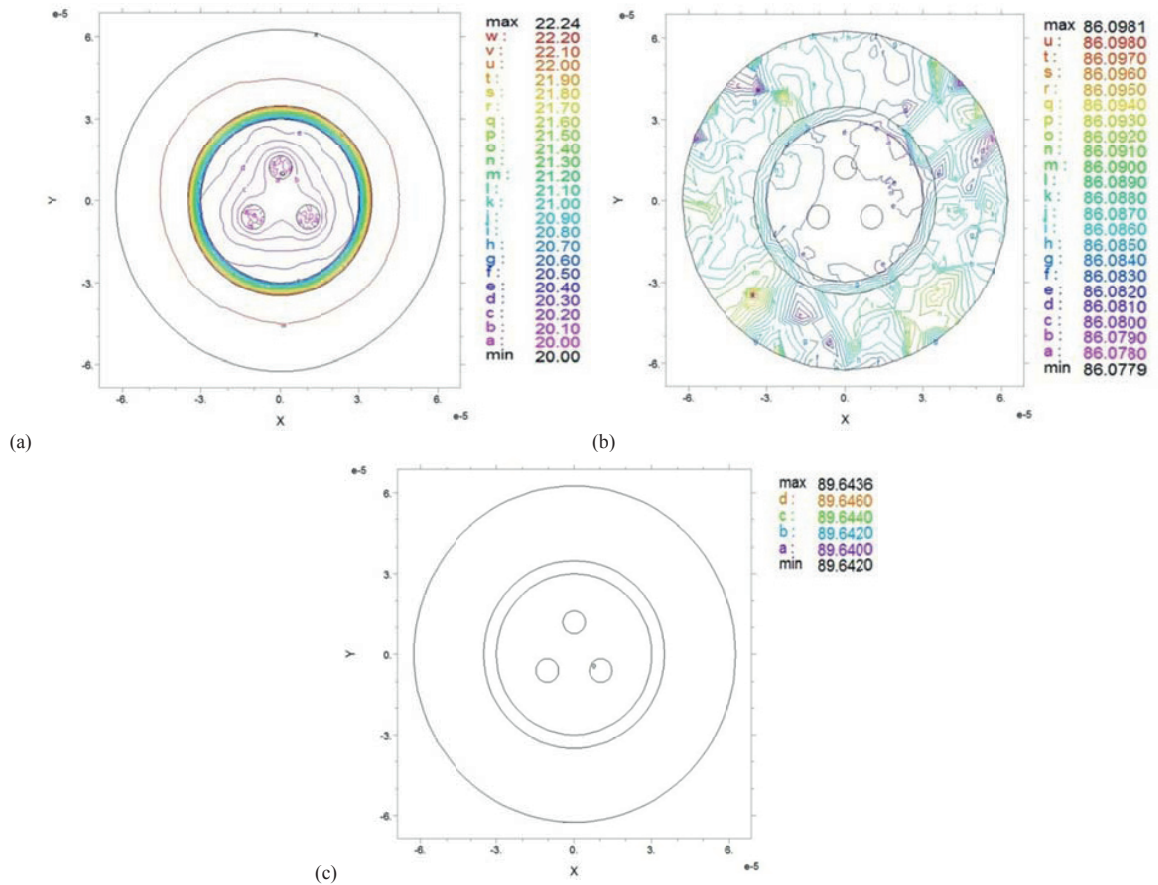 e-5
6.
3.
0.
-3.
-6.
Y
-6. -3. 0. 3. 6.
e-5
X
max 22.24
w : 22.20
v : 22.10
u : 22.00
t : 21.90
s : 21.80
r : 21.70
q : 21.60
p : 21.50
o : 21.40
n : 21.30
m : 21.20
l : 21.10
k : 21.00
j : 20.90
i : 20.80
h : 20.70
g : 20.60
f : 20.50
e : 20.40
d : 20.30
c : 20.20
b : 20.10
a : 20.00
min 20.00
(a)
e-5
6.
3.
0.
-3.
-6.
Y
-6. -3. 0. 3. 6.
e-5
X
max 86.0981
u : 86.0980
t : 86.0970
s : 86.0960
r : 86.0950
q : 86.0940
p : 86.0930
o : 86.0920
n : 86.0910
m : 86.0900
l : 86.0890
k : 86.0880
j : 86.0870
i : 86.0860
h : 86.0850
g : 86.0840
f : 86.0830
e : 86.0820
d : 86.0810
c : 86.0800
b : 86.0790
a : 86.0780
min 86.0779
(b)
e-5
6.
3.
0.
-3.
-6.
Y
-6. -3. 0. 3. 6.
e-5
X
max 89.6436
d : 89.6460
c : 89.6440
b : 89.6420
a : 89.6400
min 89.6420
(c)